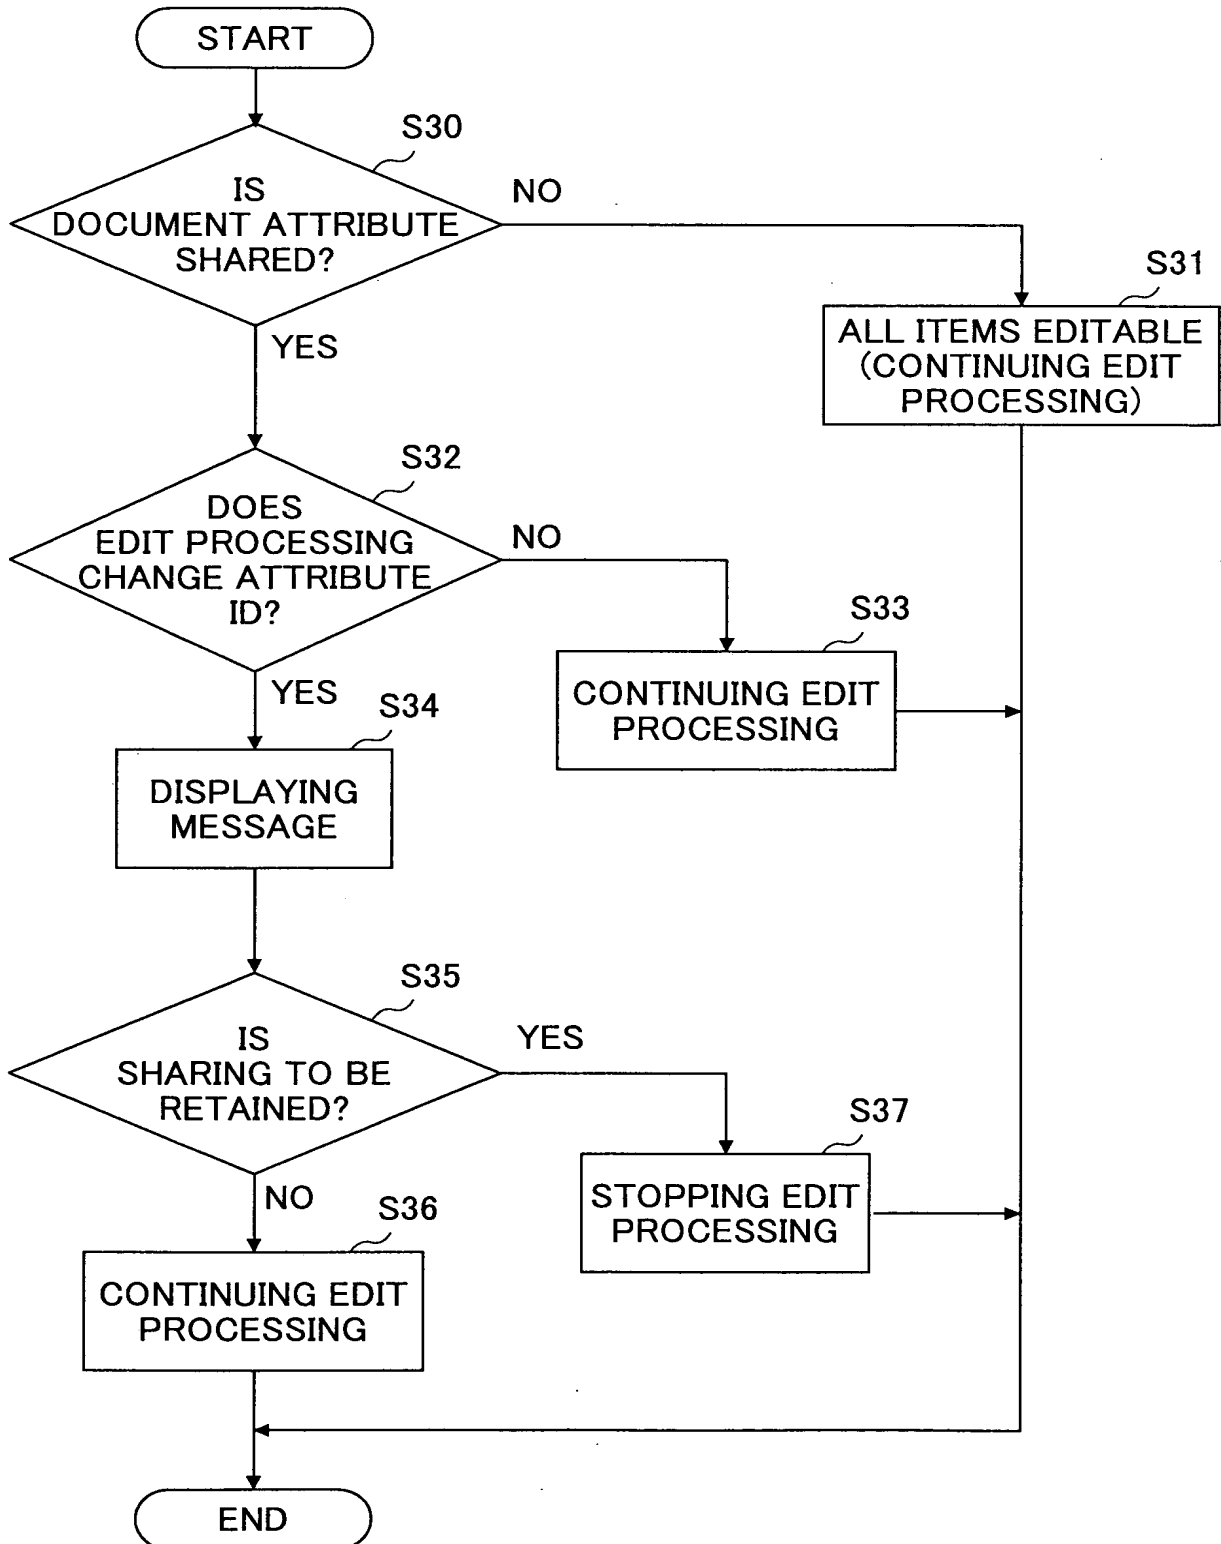 START
S30
IS
DOCUMENT ATTRIBUTE
SHARED?
NO
YES
S31
ALL ITEMS EDITABLE
(CONTINUING EDIT
PROCESSING)
S32
DOES
EDIT PROCESSING
CHANGE ATTRIBUTE
ID?
NO
YES
S33
CONTINUING EDIT
PROCESSING
S34
DISPLAYING
MESSAGE
S35
IS
SHARING TO BE
RETAINED?
YES
NO
S37
STOPPING EDIT
PROCESSING
S36
CONTINUING EDIT
PROCESSING
END